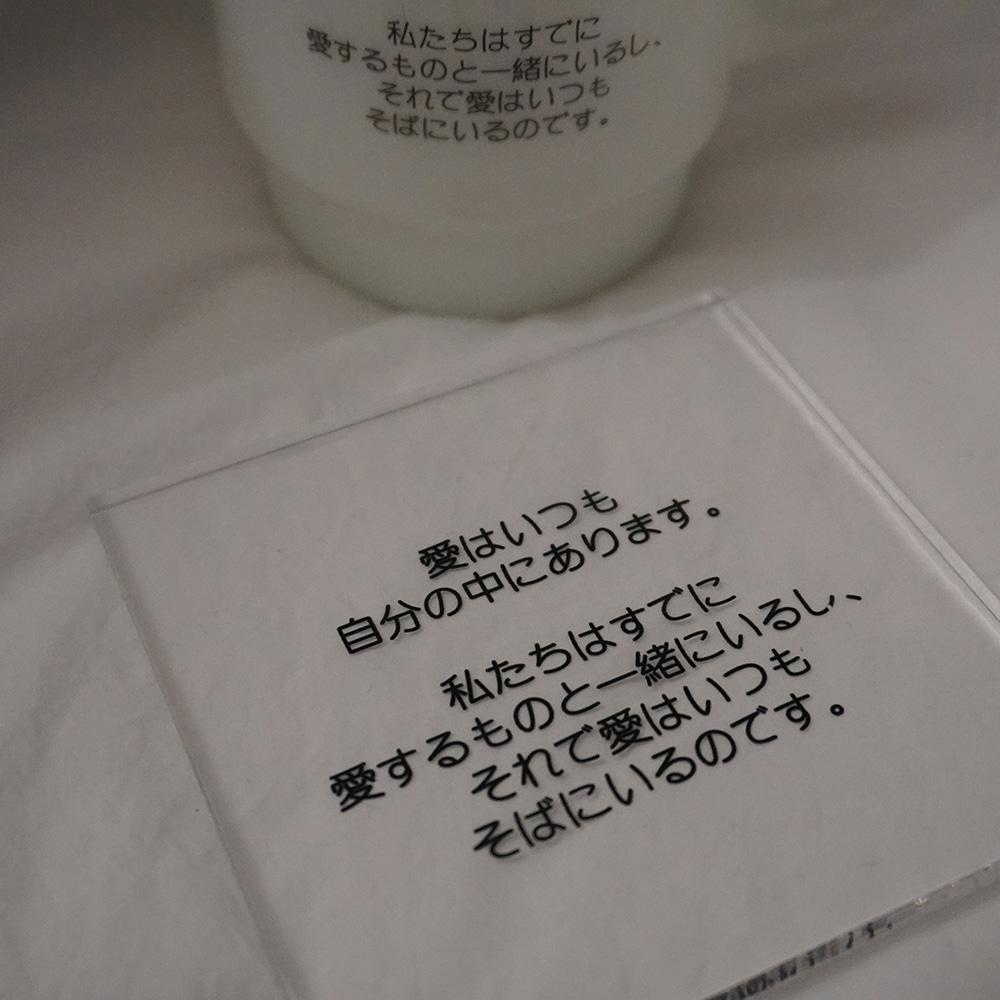 私たちはすでに
愛するものと一緒にいるし、
それで愛はいつも
そばにいるのです。
愛はいつも
自分の中にあります。
私たちはすでに
愛するものと一緒にいるし、
それで愛はいつも
そばにいるのです。